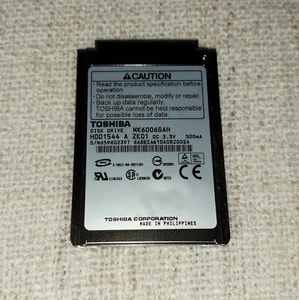 ⚠CAUTION
• Read the product specification
before operating.
• Do not disassemble, modify or repair.
• Back up data regularly.
TOSHIBA cannot be held responsible
for possible loss of data.
TOSHIBA
DISK DRIVE MK6006GAH
HDD1544 A ZK01 DC 3.3V 500mA
TOSHIBA CORPORATION
MADE IN PHILIPPINES